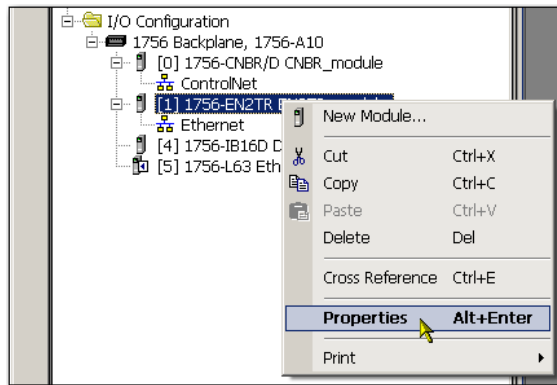 I/O Configuration
1756 Backplane, 1756-A10
[0] 1756-CNBR/D CNBR_module
ControlNet
[1] 1756-EN2TR
Ethernet
[4] 1756-IB16D
[5] 1756-L63
New Module...
Cut Ctrl+X
Copy Ctrl+C
Paste Ctrl+V
Delete Del
Cross Reference Ctrl+E
Properties Alt+Enter
Print